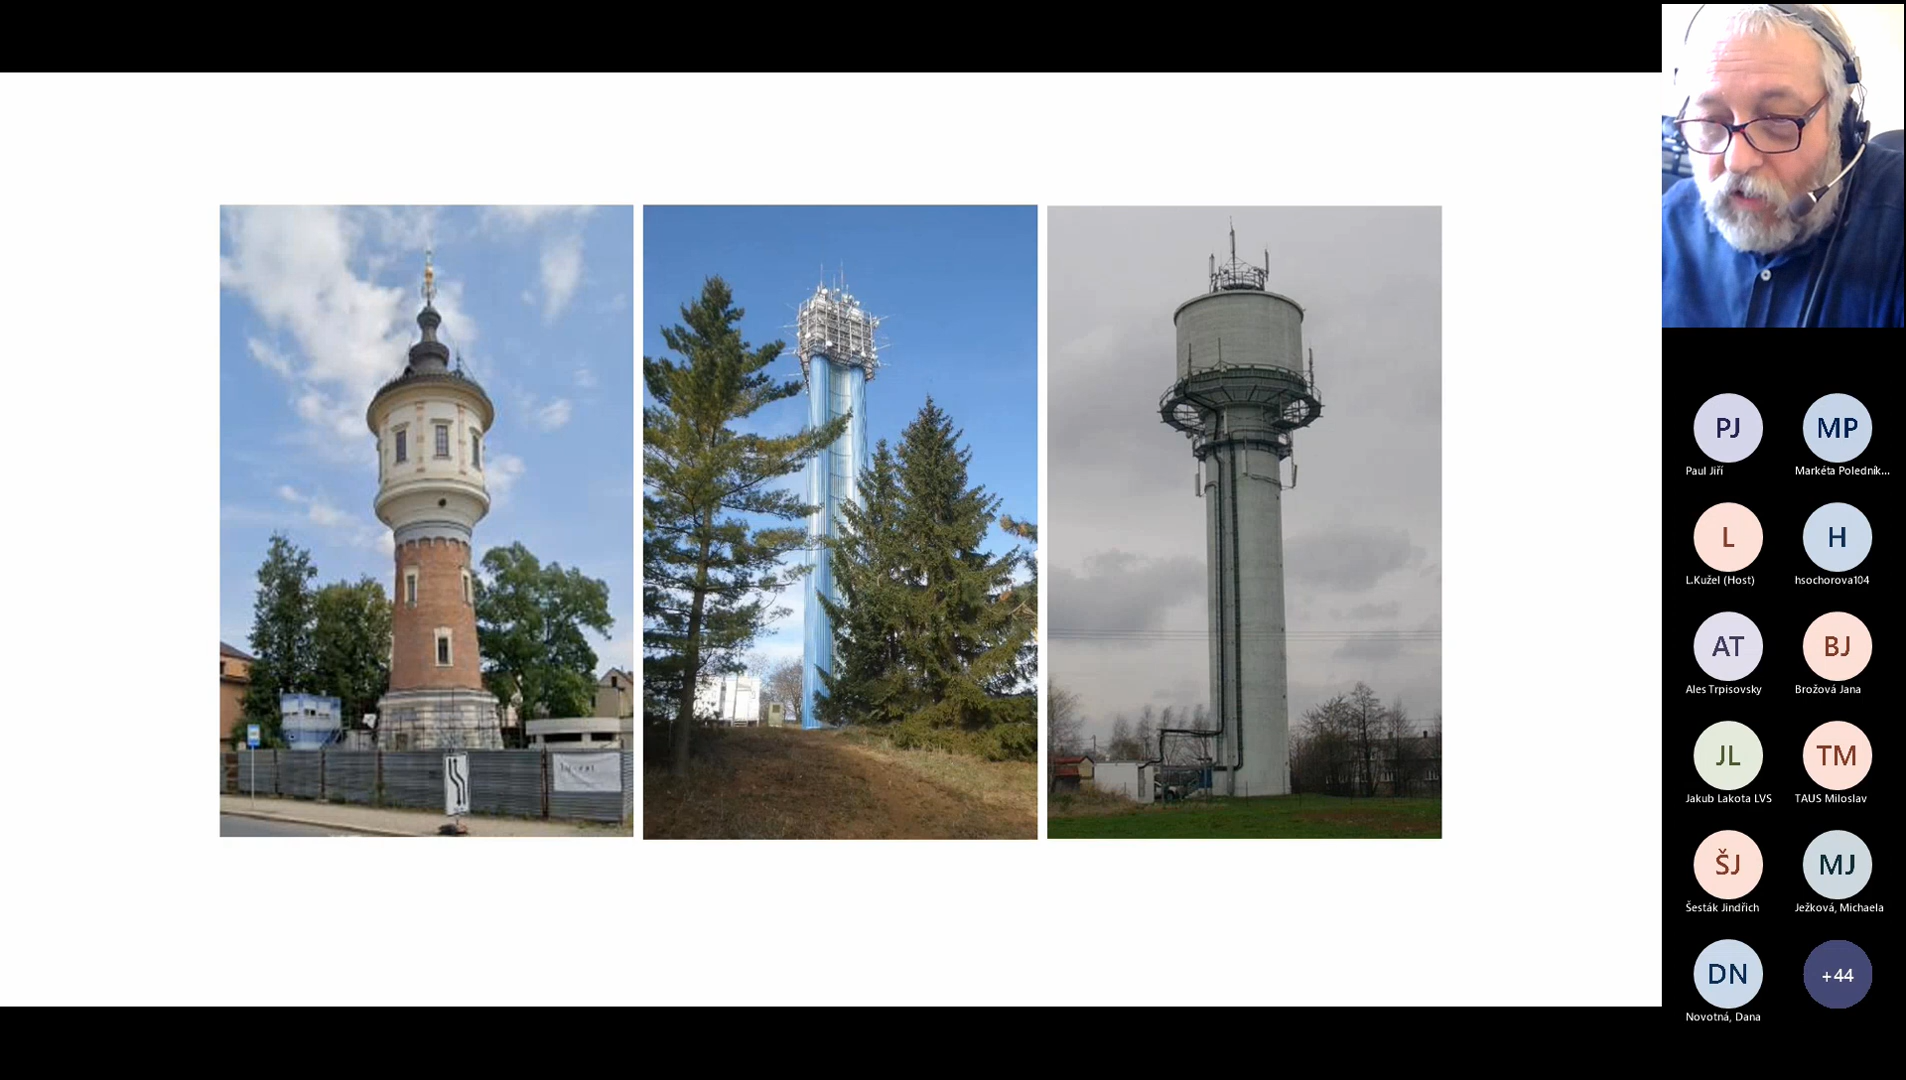 PJ
Paul Jiří
MP
Markéta Poledník...
L
L.Kužel (Host)
H
hsochorova104
AT
Ales Trpisovsky
BJ
Brožová Jana
JL
Jakub Lakota LVS
TM
TAUS Miloslav
ŠJ
Šesták Jindřich
MJ
Ježková, Michaela
DN
Novotná, Dana
+44